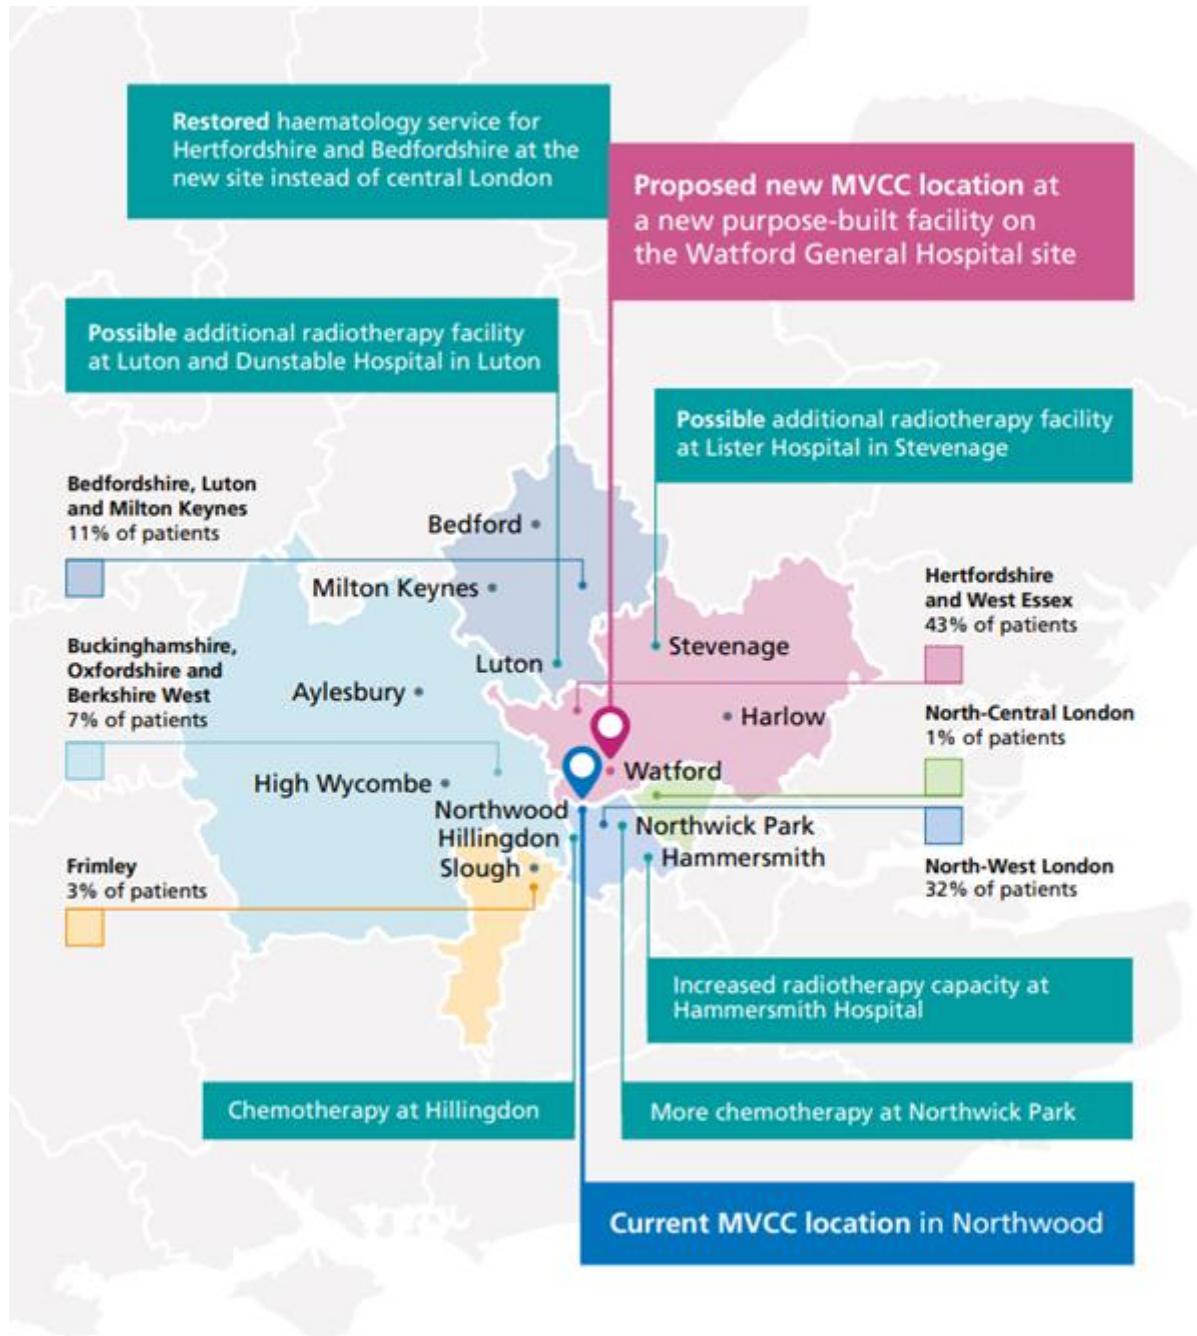 Restored haematology service for
Hertfordshire and Bedfordshire at the
new site instead of central London
Proposed new MVCC location at
a new purpose-built facility on
the Watford General Hospital site
Possible additional radiotherapy facility
at Luton and Dunstable Hospital in Luton
Possible additional radiotherapy facility
at Lister Hospital in Stevenage
Bedfordshire, Luton
and Milton Keynes
11% of patients
Bedford
Milton Keynes
Hertfordshire
and West Essex
43% of patients
Buckinghamshire,
Oxfordshire and
Berkshire West
7% of patients
Luton
Stevenage
Aylesbury
Harlow
North-Central London
1% of patients
High Wycombe
Watford
Northwood
Hillingdon
Slough
Northwick Park
Hammersmith
Frimley
3% of patients
North-West London
32% of patients
Increased radiotherapy capacity at
Hammersmith Hospital
Chemotherapy at Hillingdon
More chemotherapy at Northwick Park
Current MVCC location in Northwood